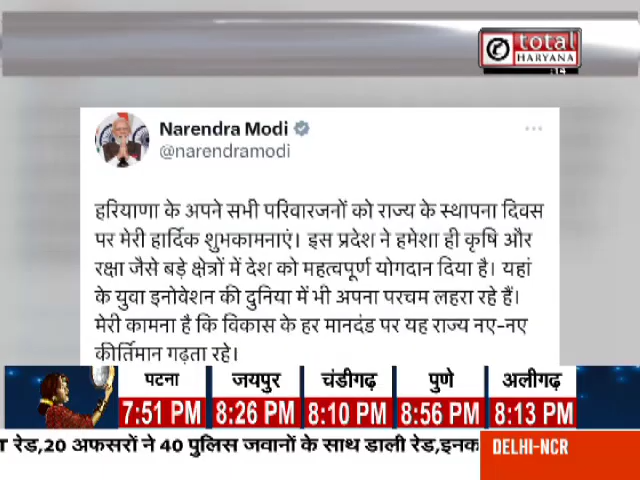 total
HARYANA
:14
Narendra Modi
@narendramodi
हरियाणा के अपने सभी परिवारजनों को राज्य के स्थापना दिवस
पर मेरी हार्दिक शुभकामनाएं। इस प्रदेश ने हमेशा ही कृषि और
रक्षा जैसे बड़े क्षेत्रों में देश को महत्वपूर्ण योगदान दिया है। यहां
के युवा इनोवेशन की दुनिया में भी अपना परचम लहरा रहे हैं।
मेरी कामना है कि विकास के हर मानदंड पर यह राज्य नए-नए
कीर्तिमान गढ़ता रहे।
पटना जयपुर चंडीगढ़ पुणे अलीगढ़
7:51 PM 8:26 PM 8:10 PM 8:56 PM 8:13 PM
T रेड,20 अफसरों ने 40 पुलिस जवानों के साथ डाली रेड,इनक
DELHI-NCR